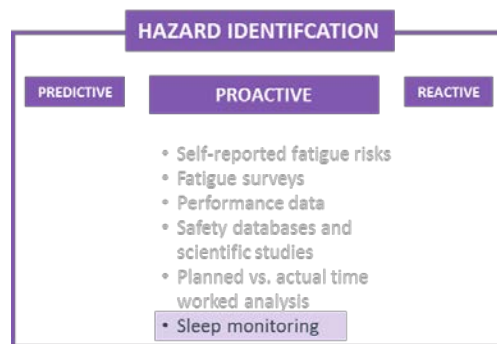 HAZARD IDENTIFCATION
PREDICTIVE
PROACTIVE
REACTIVE
• Self-reported fatigue risks
• Fatigue surveys
• Performance data
• Safety databases and
scientific studies
• Planned vs. actual time
worked analysis
• Sleep monitoring